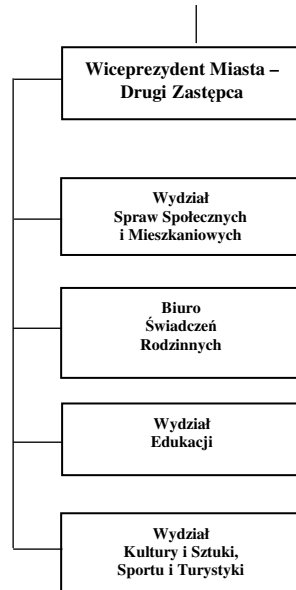 Wiceprezydent Miasta –
Drugi Zastępca
Wydział
Spraw Społecznych
i Mieszkaniowych
Biuro
Świadczeń
Rodzinnych
Wydział
Edukacji
Wydział
Kultury i Sztuki,
Sportu i Turystyki